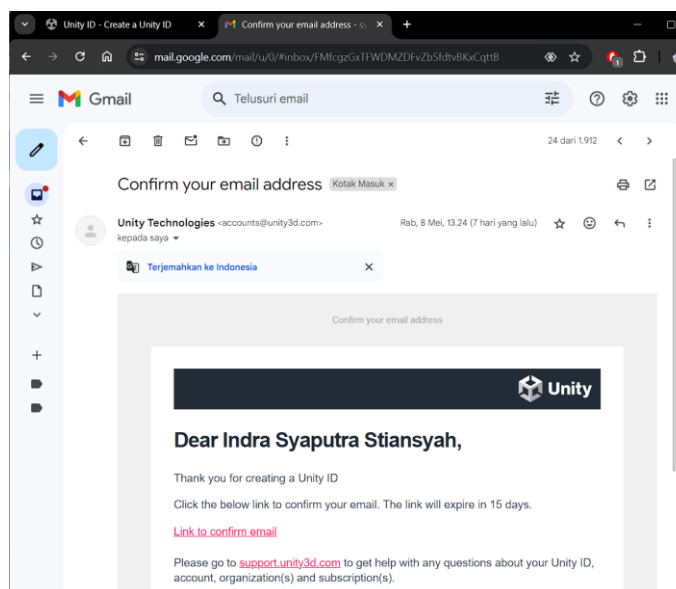 Unity ID - Create a Unity ID
Confirm your email address - sy
mail.google.com/mail/u/0/#inbox/FMfcgzGxTFWDMZDFvZbSfdtvBKxCqttB
Gmail
Telusuri email
24 dari 1.912
Confirm your email address Kotak Masuk ×
Unity Technologies <accounts@unity3d.com> Rab, 8 Mei, 13.24 (7 hari yang lalu)
kepada saya
Terjemahkan ke Indonesia
Confirm your email address
Unity
Dear Indra Syaputra Stiansyah,
Thank you for creating a Unity ID
Click the below link to confirm your email. The link will expire in 15 days.
Link to confirm email
Please go to support.unity3d.com to get help with any questions about your Unity ID,
account, organization(s) and subscription(s).